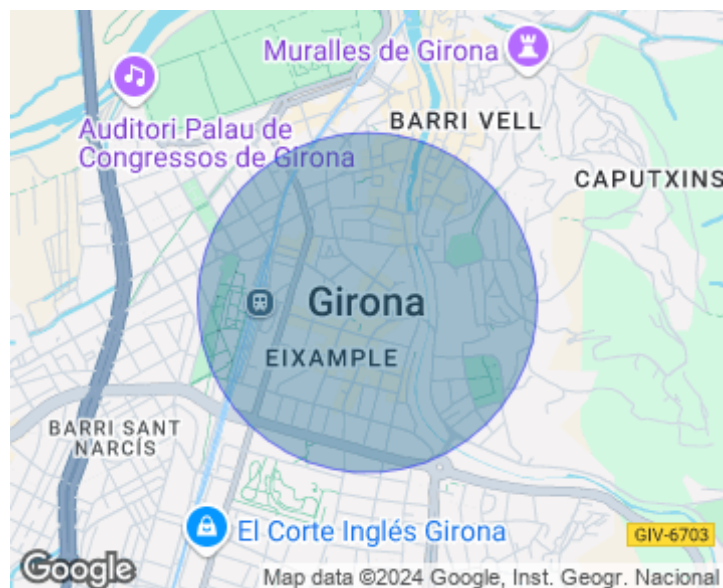 Muralles de Girona
Auditori Palau de
Congressos de Girona
BARRI VELL
CAPUTXINS
Girona
EIXAMPLE
BARRI SANT
NARCÍS
El Corte Inglés Girona
GIV-6703
Google
Map data ©2024 Google, Inst. Geogr. Nacional